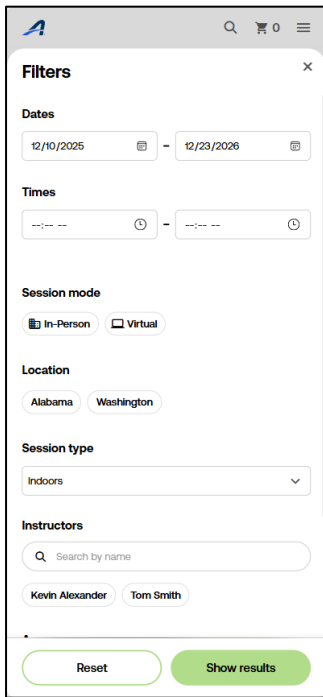 0
Filters
Dates
12/10/2025 - 12/23/2026
Times
--:-- -- - --:-- --
Session mode
In-Person Virtual
Location
Alabama Washington
Session type
Indoors
Instructors
Search by name
Kevin Alexander Tom Smith
Reset Show results